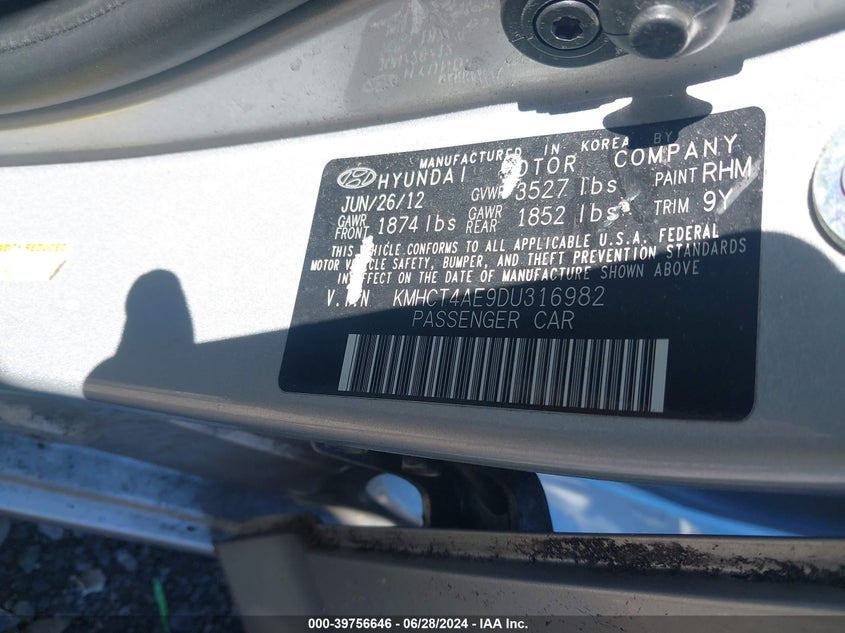 MANUFACTURED IN KOREA BY
HYUNDAI MOTOR COMPANY
JUN/26/12 GVWR 3527 lbs PAINT RHM
GAWR FRONT 1874 lbs GAWR REAR 1852 lbs TRIM 9Y
THIS VEHICLE CONFORMS TO ALL APPLICABLE U.S.A. FEDERAL
MOTOR VEHICLE SAFETY, BUMPER, AND THEFT PREVENTION STANDARDS
IN EFFECT ON THE DATE OF MANUFACTURE SHOWN ABOVE
V.I.N KMHCT4AE9DU316982
PASSENGER CAR
REDUCED
000-39756646 - 06/28/2024 - IAA Inc.